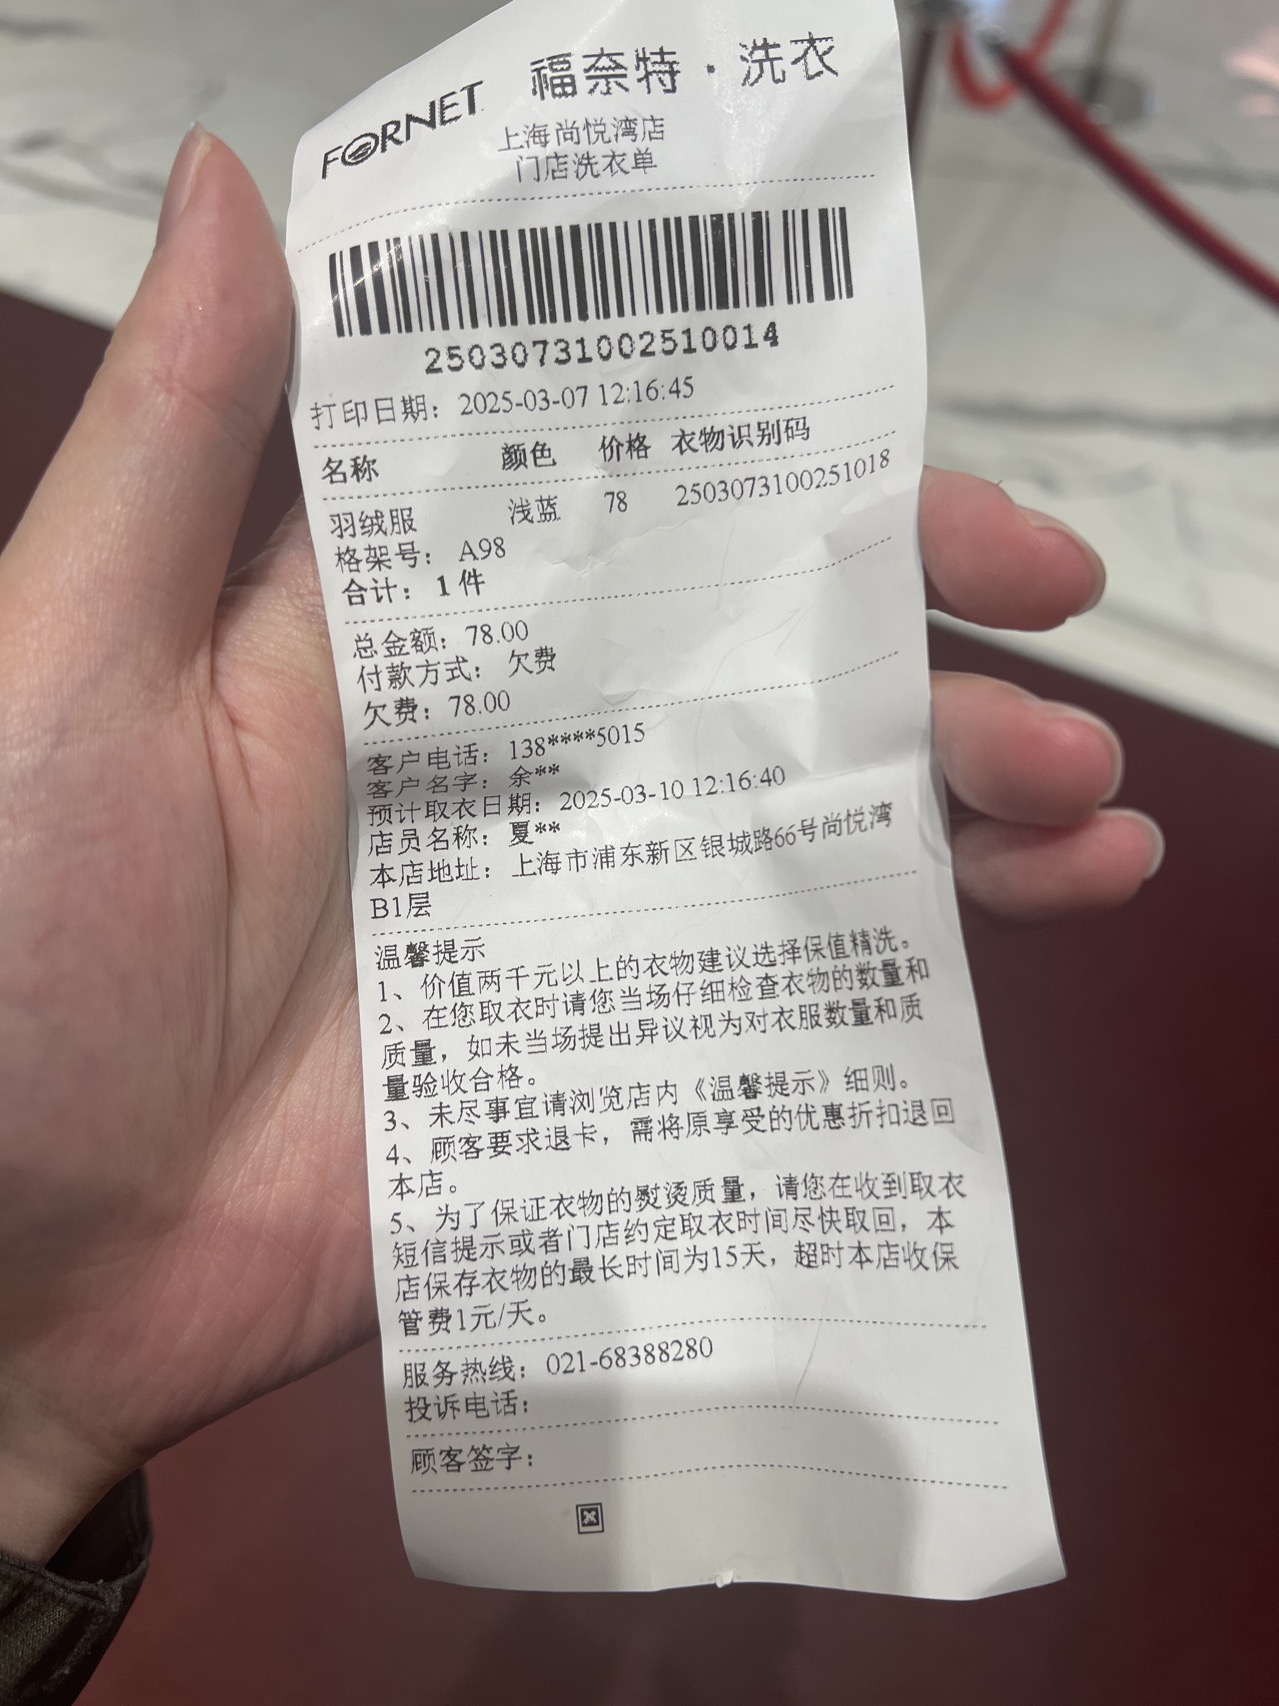 FORNET 福奈特·洗衣
上海尚悦湾店
门店洗衣单
25030731002510014
打印日期：2025-03-07 12:16:45
名称 颜色 价格 衣物识别码
羽绒服 浅蓝 78 2503073100251018
格架号：A98
合计：1件
总金额：78.00
付款方式：欠费
欠费：78.00
客户电话：138****5015
客户名字：余**
预计取衣日期：2025-03-10 12:16:40
店员名称：夏**
本店地址：上海市浦东新区银城路66号尚悦湾
B1层
温馨提示
1、价值两千元以上的衣物建议选择保值精洗。
2、在您取衣时请您当场仔细检查衣物的数量和
质量，如未当场提出异议视为对衣服数量和质
量验收合格。
3、未尽事宜请浏览店内《温馨提示》细则。
4、顾客要求退卡，需将原享受的优惠折扣退回
本店。
5、为了保证衣物的熨烫质量，请您在收到取衣
短信提示或者门店约定取衣时间尽快取回，本
店保存衣物的最长时间为15天，超时本店收保
管费1元/天。
服务热线：021-68388280
投诉电话：
顾客签字：